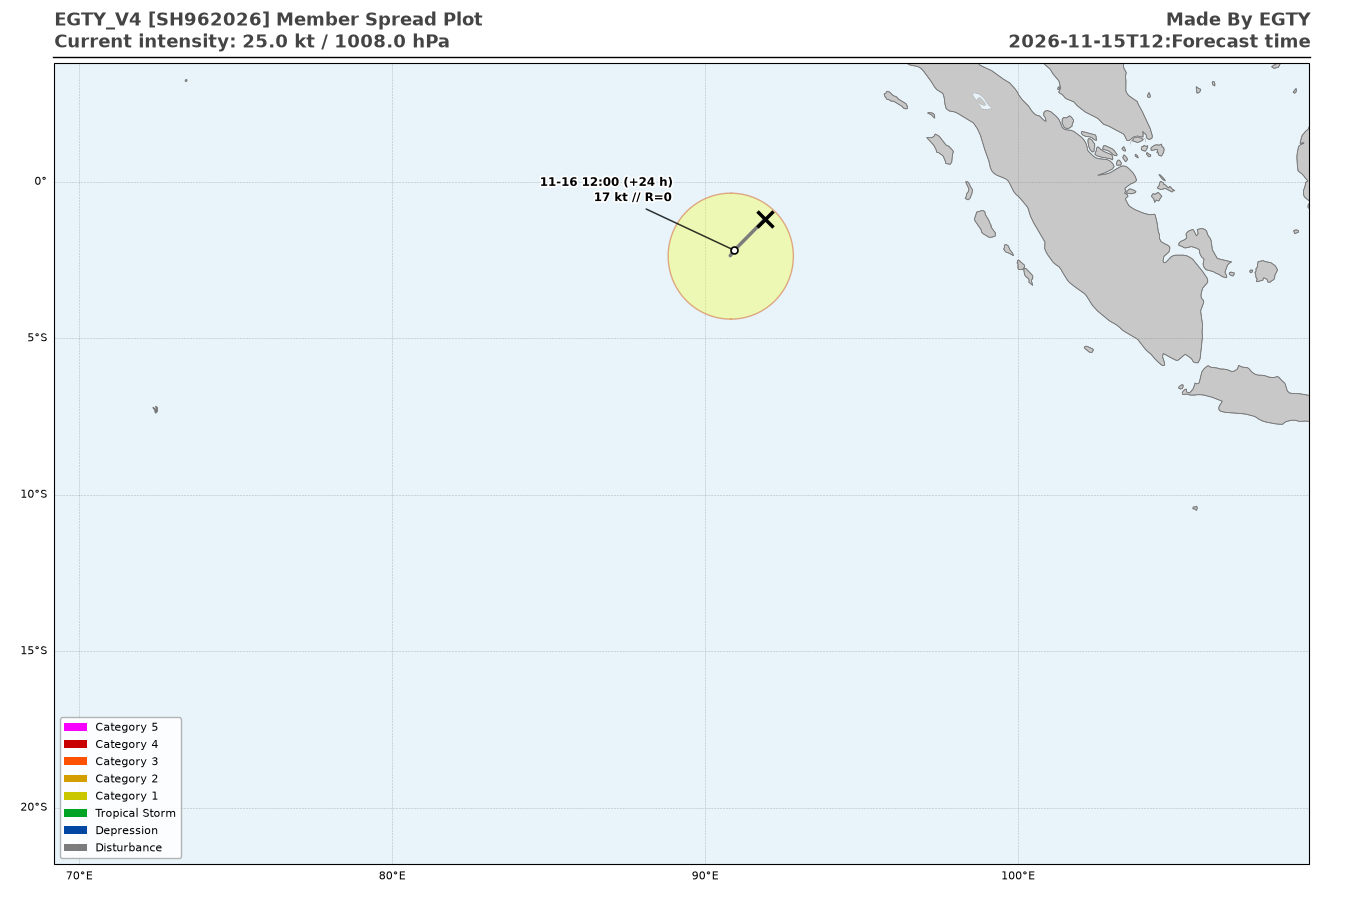 EGTY_V4 [SH962026] Member Spread Plot
Current intensity: 25.0 kt / 1008.0 hPa
Made By EGTY
2026-11-15T12:Forecast time
11-16 12:00 (+24 h)
17 kt // R=0
0°
5°S
10°S
15°S
20°S
Category 5
Category 4
Category 3
Category 2
Category 1
Tropical Storm
Depression
Disturbance
70°E
80°E
90°E
100°E